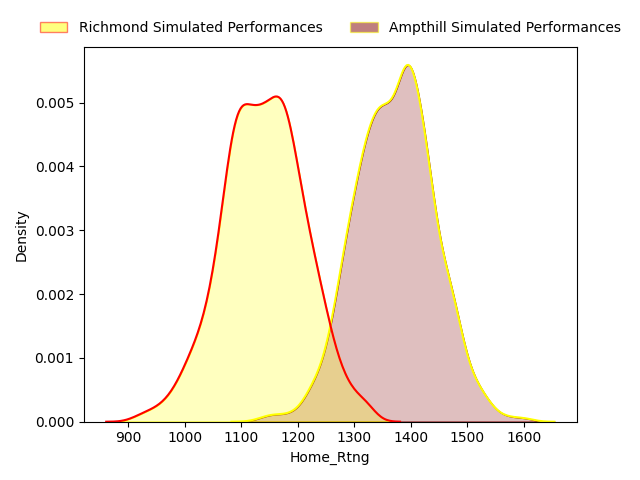 Richmond Simulated Performances
Ampthill Simulated Performances
0.005
0.004
0.003
0.002
0.001
0.000
Density
900 1000 1100 1200 1300 1400 1500 1600
Home_Rtng